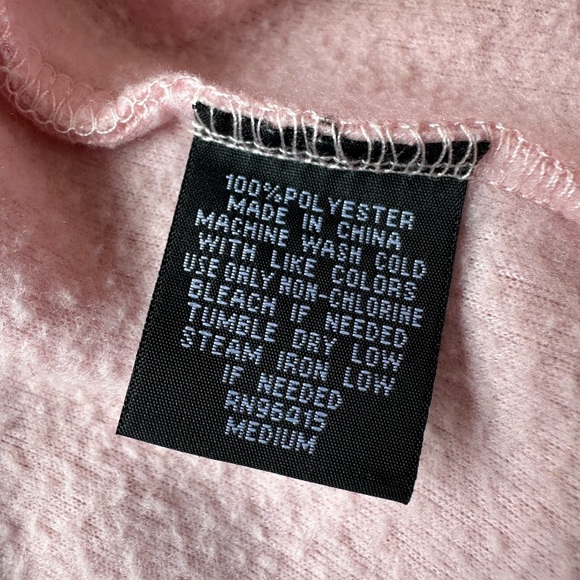 100%POLYESTER
MADE IN CHINA
MACHINE WASH COLD
WITH LIKE COLORS
USE ONLY NON-CHLORINE
BLEACH IF NEEDED
TUMBLE DRY LOW
STEAM IRON LOW
IF NEEDED
RN96415
MEDIUM